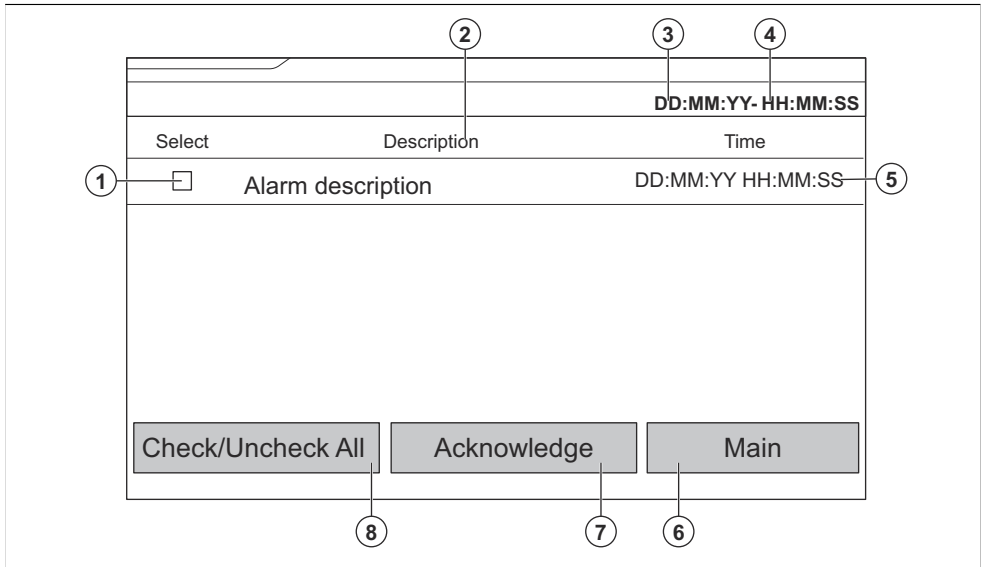 2 3 4
DD:MM:YY- HH:MM:SS
Select Description Time
1 Alarm description DD:MM:YY HH:MM:SS 5
Check/Uncheck All Acknowledge Main
8 7 6